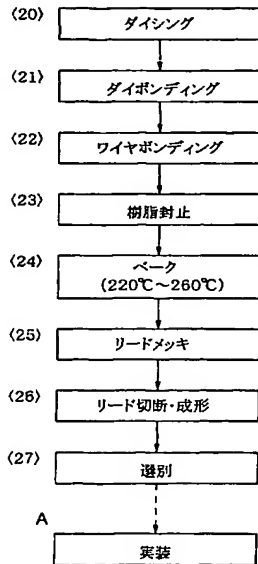 〈20〉 ダイシング
〈21〉 ダイボンディング
〈22〉 ワイヤボンディング
〈23〉 樹脂封止
〈24〉 ベーク
(220℃～260℃)
〈25〉 リードメッキ
〈26〉 リード切断・成形
〈27〉 選別
A
実装